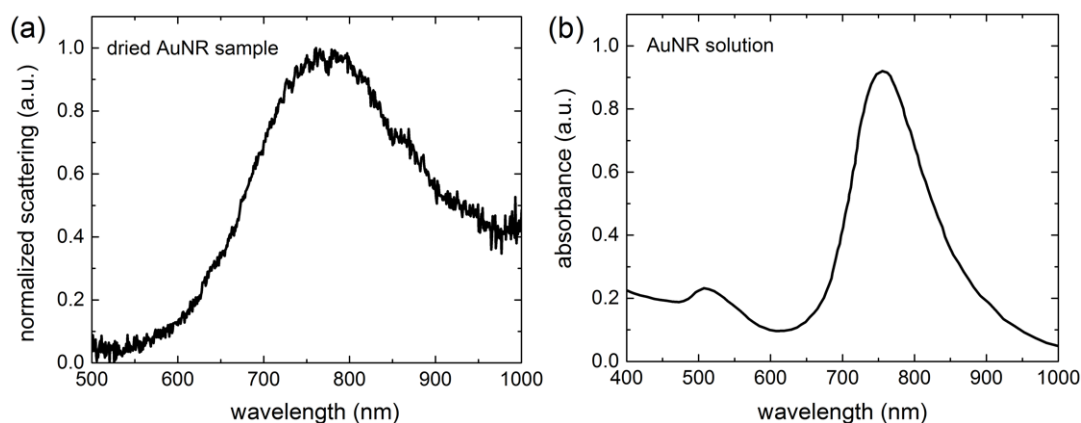 (a)
dried AuNR sample
normalized scattering (a.u.)
1.0
0.8
0.6
0.4
0.2
0.0
500 600 700 800 900 1000
wavelength (nm)
(b)
AuNR solution
absorbance (a.u.)
1.0
0.8
0.6
0.4
0.2
0.0
400 500 600 700 800 900 1000
wavelength (nm)